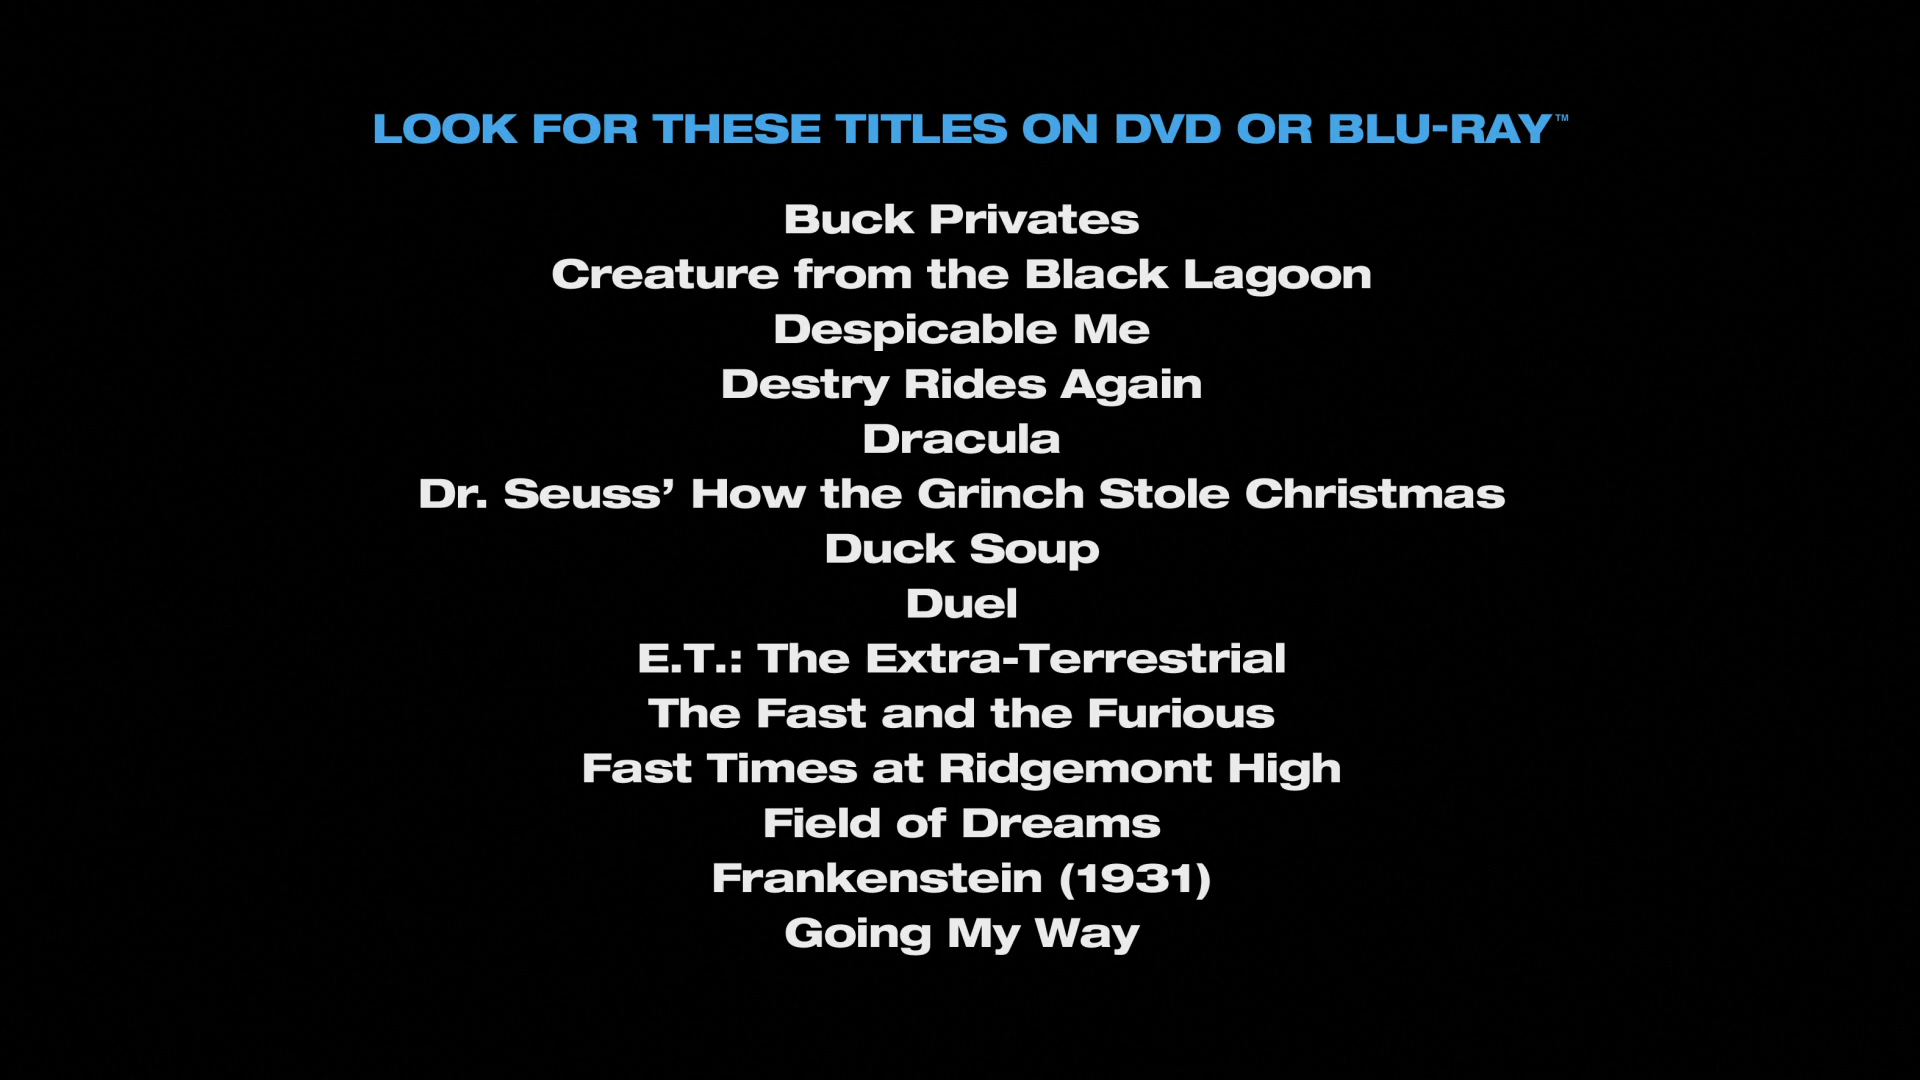 LOOK FOR THESE TITLES ON DVD OR BLU-RAY™
Buck Privates
Creature from the Black Lagoon
Despicable Me
Destry Rides Again
Dracula
Dr. Seuss’ How the Grinch Stole Christmas
Duck Soup
Duel
E.T.: The Extra-Terrestrial
The Fast and the Furious
Fast Times at Ridgemont High
Field of Dreams
Frankenstein (1931)
Going My Way